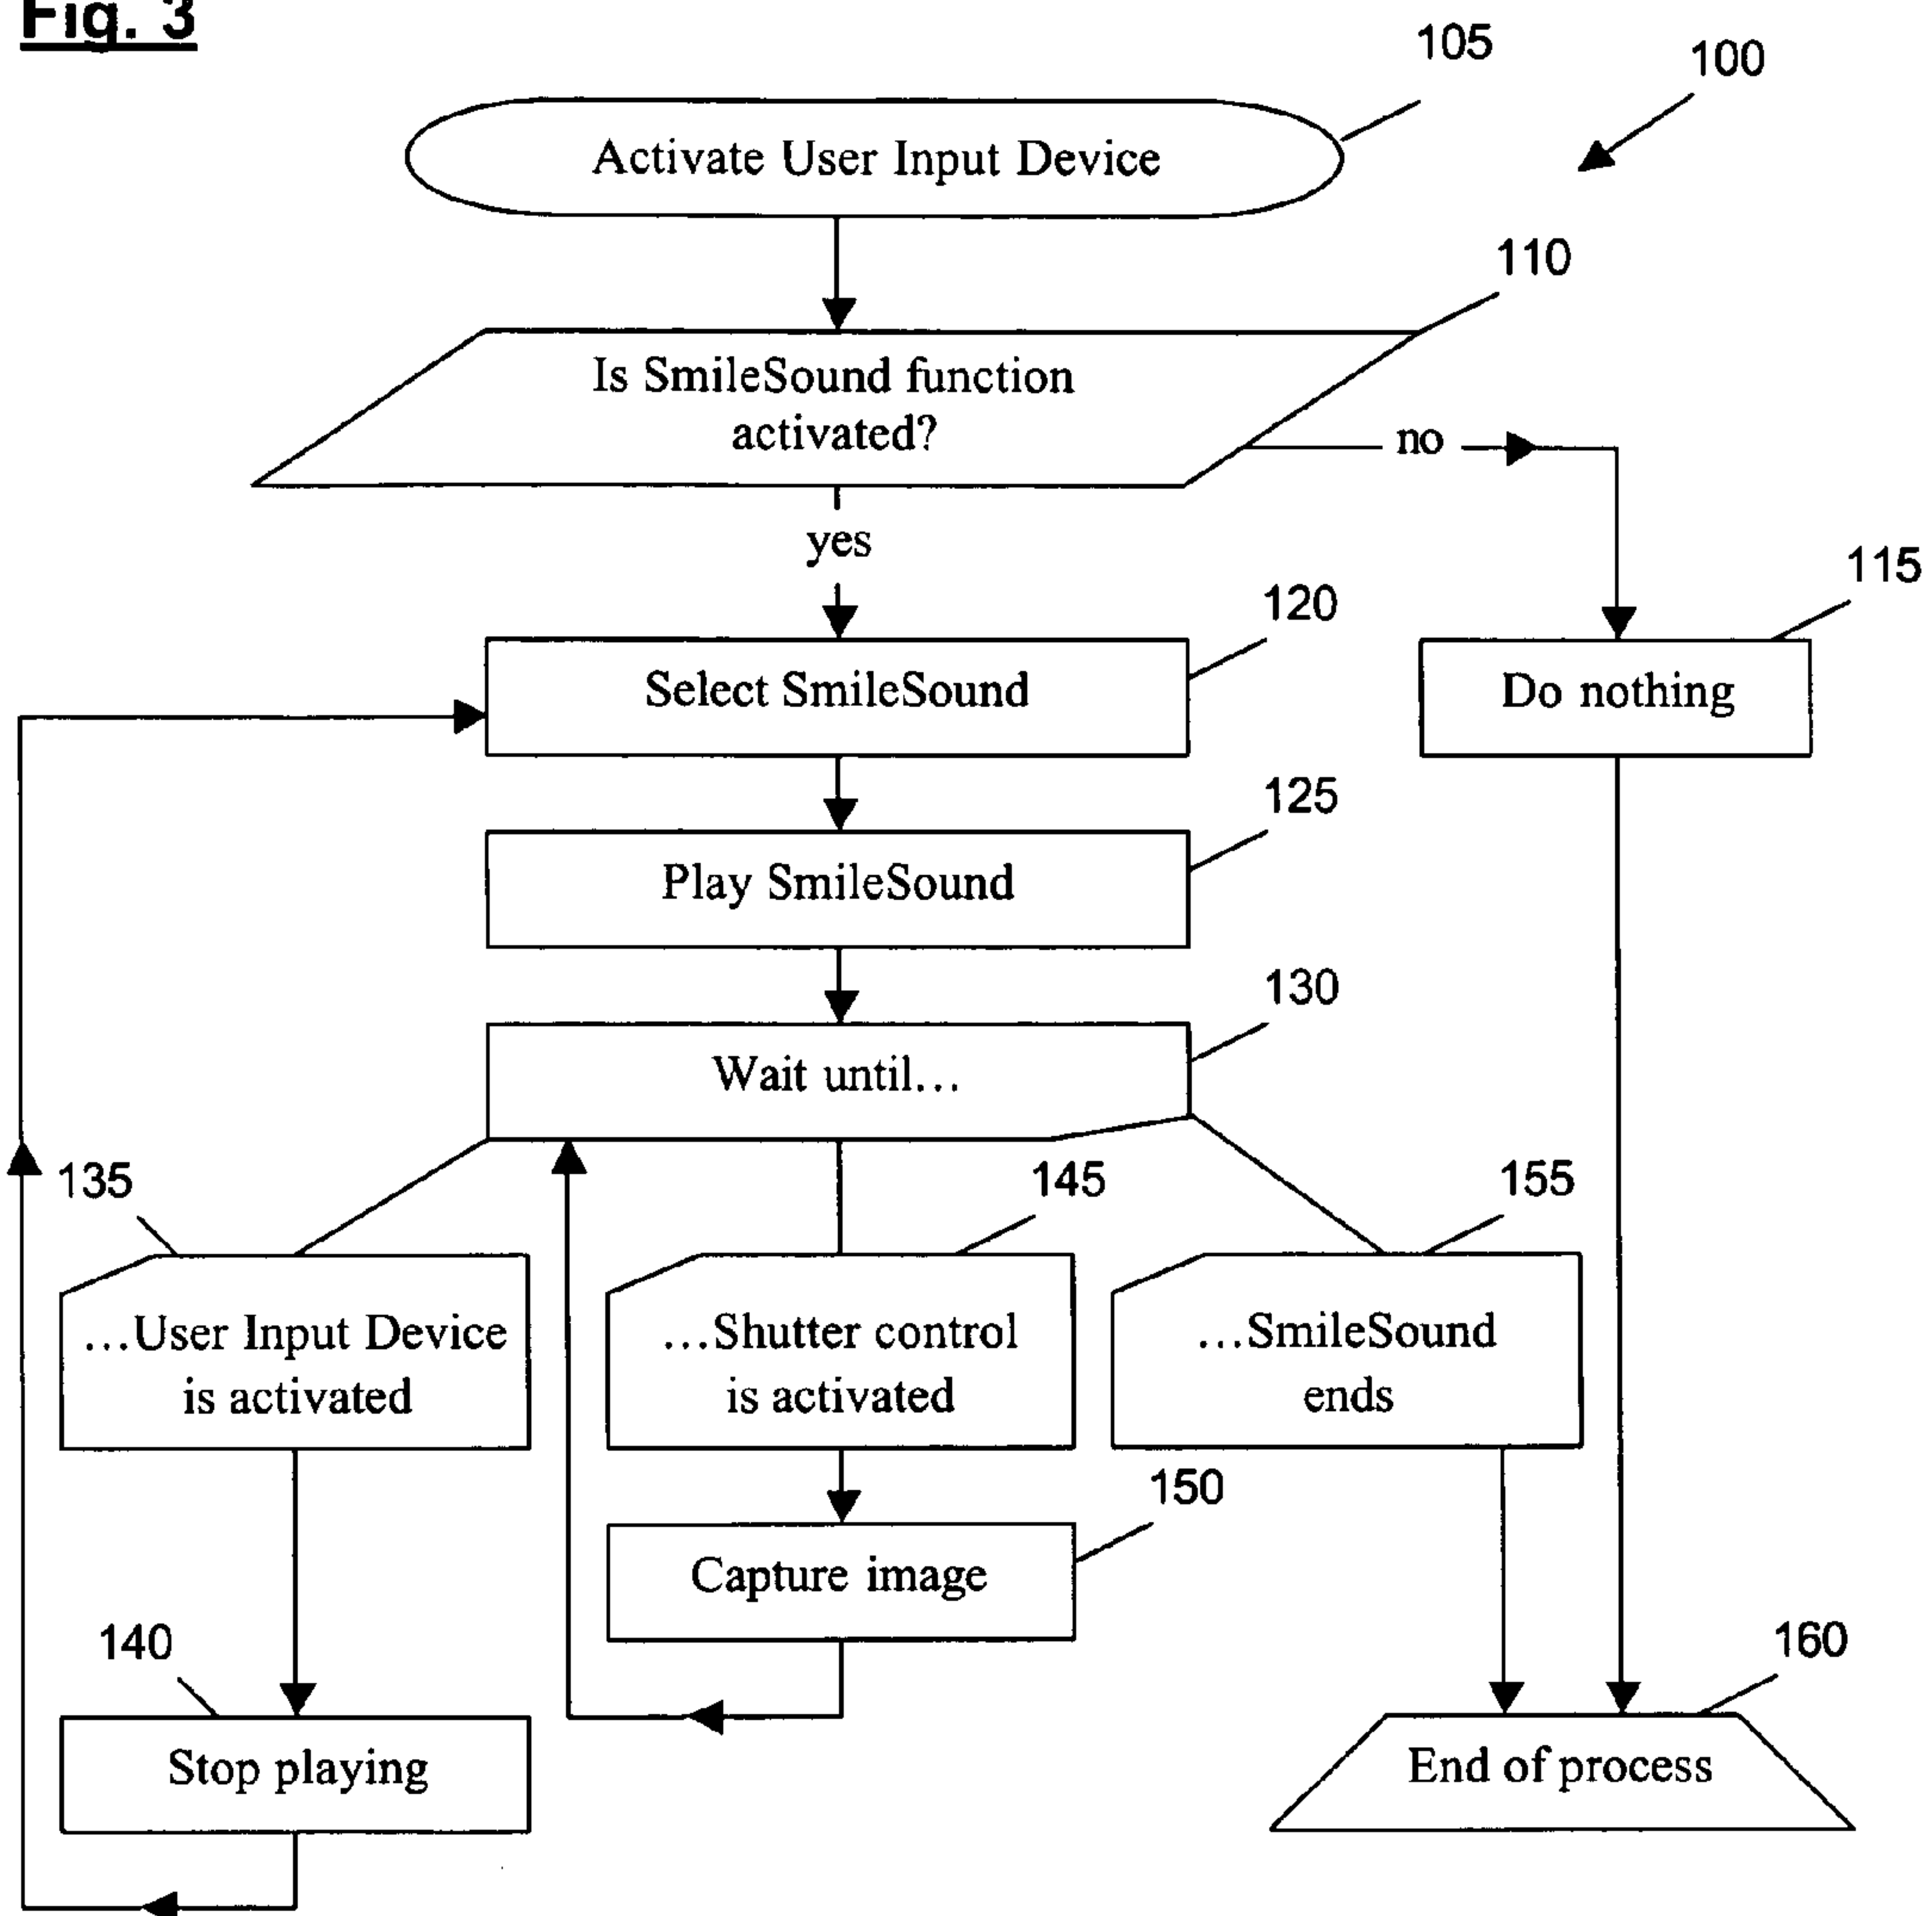 Fig. 3
105
100
Activate User Input Device
110
Is SmileSound function
activated?
no
yes
115
120
Select SmileSound
Do nothing
125
Play SmileSound
130
Wait until...
135
145
155
...User Input Device
is activated
...Shutter control
is activated
...SmileSound
ends
150
Capture image
140
160
Stop playing
End of process